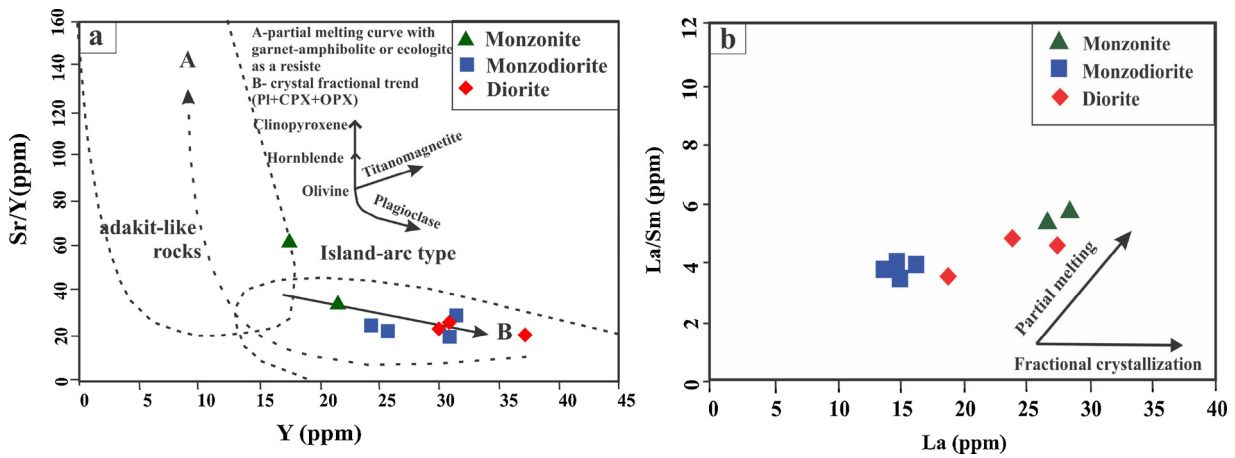 a
A-partial melting curve with
garnet-amphibolite or ecologite
as a resiste
B- crystal fractional trend
(Pl+CPX+OPX)
Monzonite
Monzodiorite
Diorite
A
Clinopyroxene
Hornblende
Olivine
Titanomagnetite
Plagioclase
adakit-like
rocks
Island-arc type
B
Sr/Y(ppm)
160
140
120
100
80
60
40
20
0
0 5 10 15 20 25 30 35 40 45
Y (ppm)
b
Monzonite
Monzodiorite
Diorite
Partial melting
Fractional crystallization
La/Sm (ppm)
12
10
8
6
4
2
0
0 5 10 15 20 25 30 35 40
La (ppm)